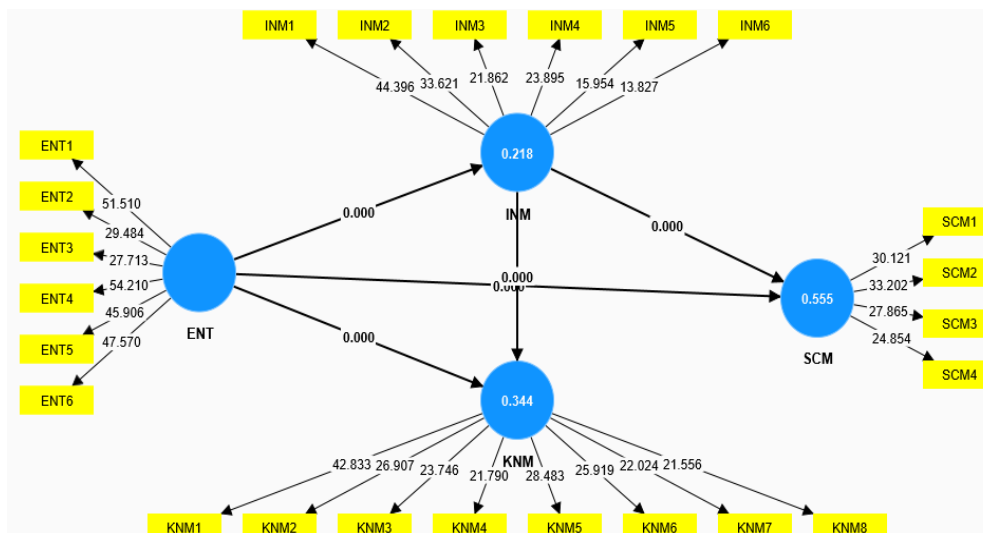 INM1 INM2 INM3 INM4 INM5 INM6
44.396 33.621 21.862 23.895 15.954 13.827
ENT1
ENT2
ENT3
ENT4
ENT5
ENT6
51.510
29.484
27.713
54.210
45.906
47.570
ENT
0.218
INM
0.000
0.000
0.000
0.000
0.000
SCM1
SCM2
SCM3
SCM4
30.121
33.202
27.865
24.854
0.555
SCM
0.344
KNM
42.833 26.907 23.746 21.790 28.483 25.919 22.024 21.556
KNM1 KNM2 KNM3 KNM4 KNM5 KNM6 KNM7 KNM8